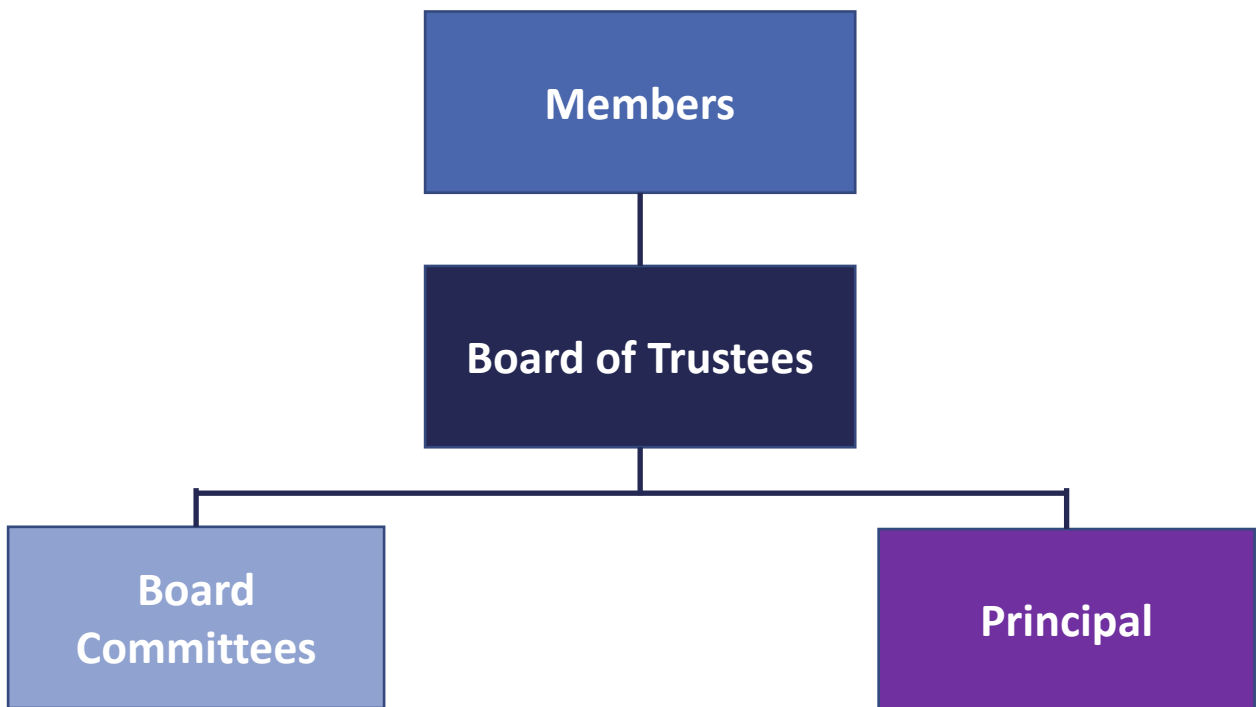 Members
Board of Trustees
Board
Committees
Principal